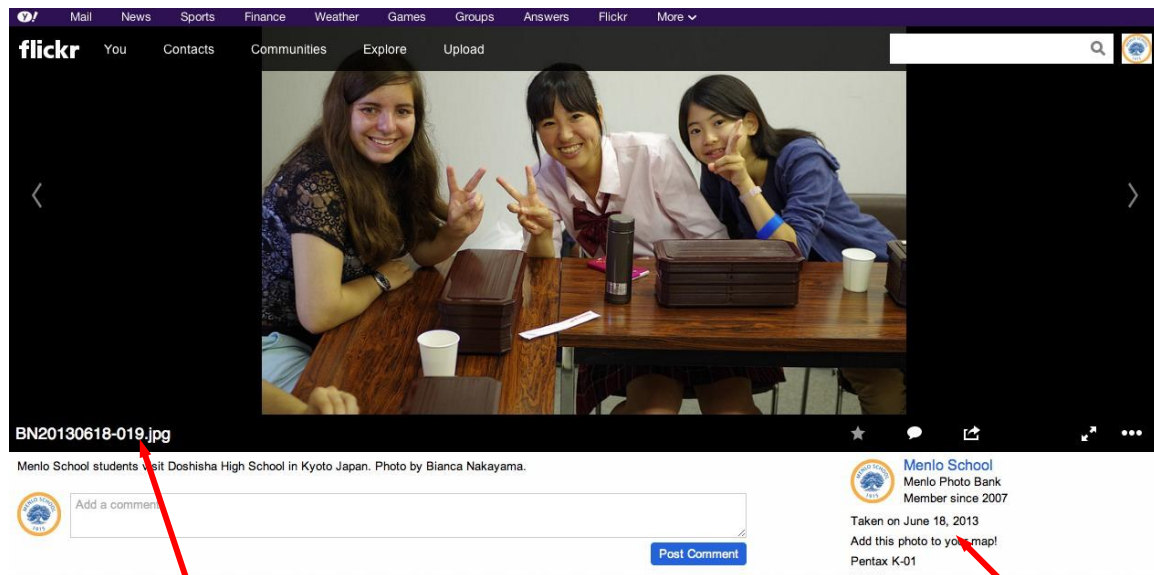 Y! Mail News Sports Finance Weather Games Groups Answers Flickr More
flickr You Contacts Communities Explore Upload
BN20130618-019.jpg
Menlo School students visit Doshisha High School in Kyoto Japan. Photo by Bianca Nakayama.
Add a comment
Post Comment
Menlo School
Menlo Photo Bank
Member since 2007
Taken on June 18, 2013
Add this photo to your map!
Pentax K-01
MENLO SCHOOL
1915